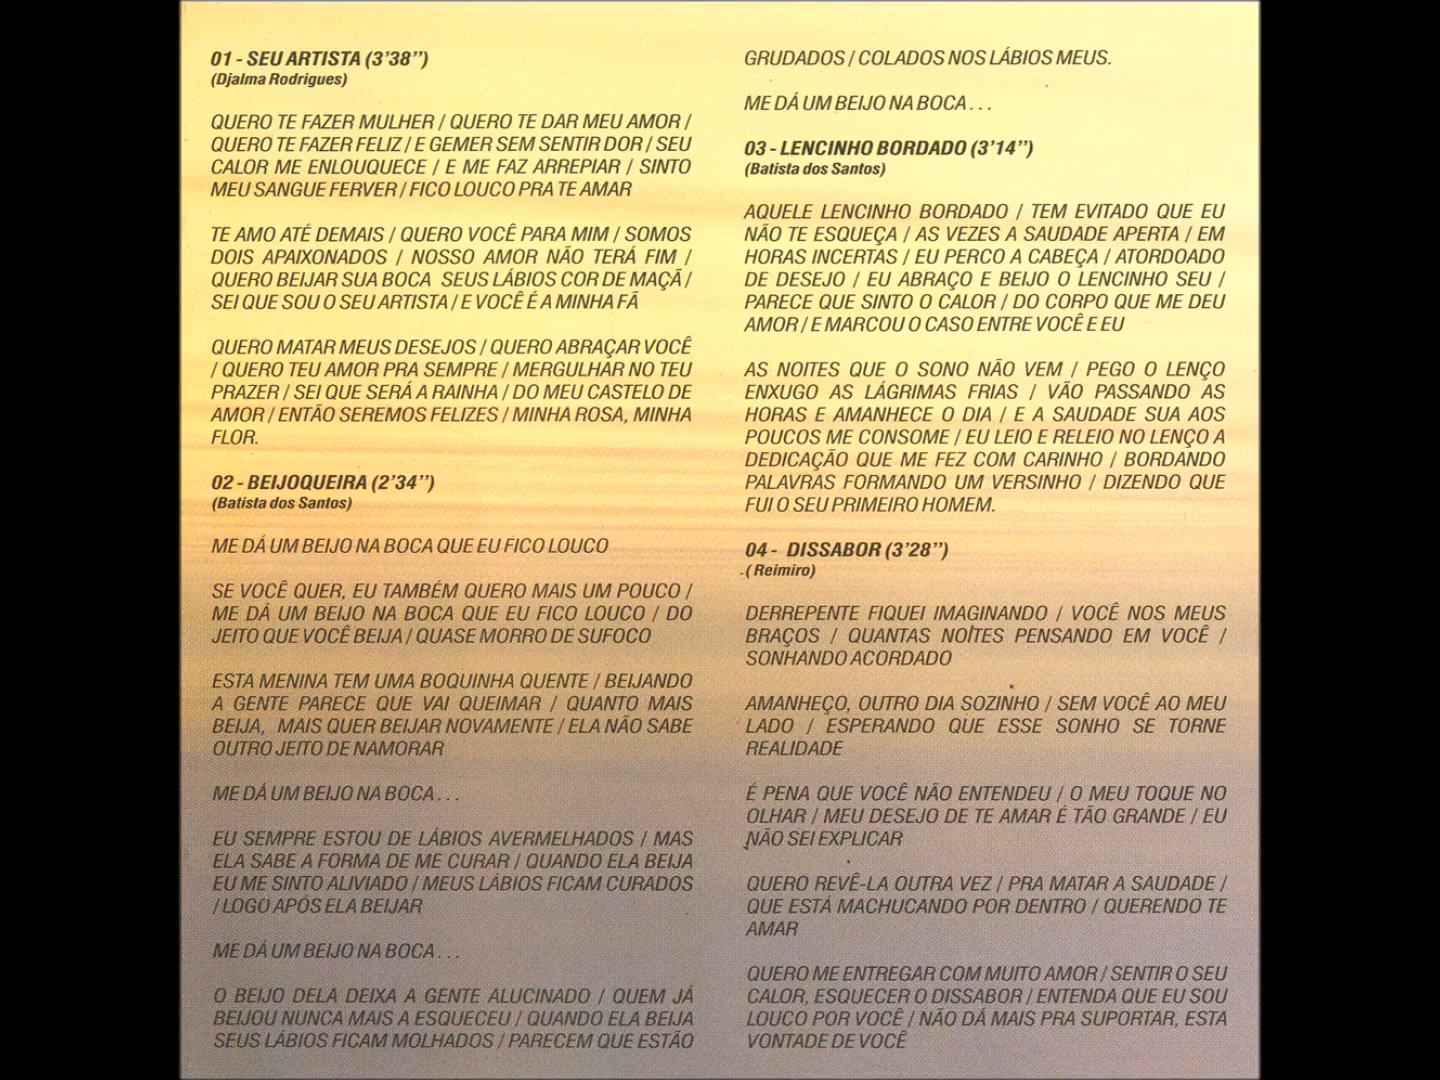 01 - SEU ARTISTA (3'38'')
(Djalma Rodrigues)
QUERO TE FAZER MULHER / QUERO TE DAR MEU AMOR /
QUERO TE FAZER FELIZ / E GEMER SEM SENTIR DOR / SEU
CALOR ME ENLOUQUECE / E ME FAZ ARREPIAR / SINTO
MEU SANGUE FERVER / FICO LOUCO PRA TE AMAR
TE AMO ATÉ DEMAIS / QUERO VOCÊ PARA MIM / SOMOS
DOIS APAIXONADOS / NOSSO AMOR NÃO TERÁ FIM /
QUERO BEIJAR SUA BOCA SEUS LÁBIOS COR DE MAÇÃ /
SEI QUE SOU O SEU ARTISTA / E VOCÊ É A MINHA FÃ
QUERO MATAR MEUS DESEJOS / QUERO ABRAÇAR VOCÊ
/ QUERO TEU AMOR PRA SEMPRE / MERGULHAR NO TEU
PRAZER / SEI QUE SERÁ A RAINHA / DO MEU CASTELO DE
AMOR / ENTÃO SEREMOS FELIZES / MINHA ROSA, MINHA
FLOR.
02 - BEIJOQUEIRA (2'34'')
(Batista dos Santos)
ME DÁ UM BEIJO NA BOCA QUE EU FICO LOUCO
SE VOCÊ QUER, EU TAMBÉM QUERO MAIS UM POUCO /
ME DÁ UM BEIJO NA BOCA QUE EU FICO LOUCO / DO
JEITO QUE VOCÊ BEIJA / QUASE MORRO DE SUFOCO
ESTA MENINA TEM UMA BOQUINHA QUENTE / BEIJANDO
A GENTE PARECE QUE VAI QUEIMAR / QUANTO MAIS
BEIJA, MAIS QUER BEIJAR NOVAMENTE / ELA NÃO SABE
OUTRO JEITO DE NAMORAR
ME DÁ UM BEIJO NA BOCA . . .
EU SEMPRE ESTOU DE LÁBIOS AVERMELHADOS / MAS
ELA SABE A FORMA DE ME CURAR / QUANDO ELA BEIJA
EU ME SINTO ALIVIADO / MEUS LÁBIOS FICAM CURADOS
/ LOGO APÓS ELA BEIJAR
ME DÁ UM BEIJO NA BOCA . . .
O BEIJO DELA DEIXA A GENTE ALUCINADO / QUEM JÁ
BEIJOU NUNCA MAIS A ESQUECEU / QUANDO ELA BEIJA
SEUS LÁBIOS FICAM MOLHADOS / PARECEM QUE ESTÃO
GRUDADOS / COLADOS NOS LÁBIOS MEUS.
ME DÁ UM BEIJO NA BOCA . . .
03 - LENCINHO BORDADO (3'14'')
(Batista dos Santos)
AQUELE LENCINHO BORDADO / TEM EVITADO QUE EU
NÃO TE ESQUEÇA / AS VEZES A SAUDADE APERTA / EM
HORAS INCERTAS / EU PERCO A CABEÇA / ATORDOADO
DE DESEJO / EU ABRAÇO E BEIJO O LENCINHO SEU /
PARECE QUE SINTO O CALOR / DO CORPO QUE ME DEU
AMOR / E MARCOU O CASO ENTRE VOCÊ E EU
AS NOITES QUE O SONO NÃO VEM / PEGO O LENÇO
ENXUGO AS LÁGRIMAS FRIAS / VÃO PASSANDO AS
HORAS E AMANHECE O DIA / E A SAUDADE SUA AOS
POUCOS ME CONSOME / EU LEIO E RELEIO NO LENÇO A
DEDICAÇÃO QUE ME FEZ COM CARINHO / BORDANDO
PALAVRAS FORMANDO UM VERSINHO / DIZENDO QUE
FUI O SEU PRIMEIRO HOMEM.
04 - DISSABOR (3'28'')
( Reimiro)
DERREPENTE FIQUEI IMAGINANDO / VOCÊ NOS MEUS
BRAÇOS / QUANTAS NOITES PENSANDO EM VOCÊ /
SONHANDO ACORDADO
AMANHEÇO, OUTRO DIA SOZINHO / SEM VOCÊ AO MEU
LADO / ESPERANDO QUE ESSE SONHO SE TORNE
REALIDADE
É PENA QUE VOCÊ NÃO ENTENDEU / O MEU TOQUE NO
OLHAR / MEU DESEJO DE TE AMAR É TÃO GRANDE / EU
NÃO SEI EXPLICAR
QUERO REVÊ-LA OUTRA VEZ / PRA MATAR A SAUDADE /
QUE ESTÁ MACHUCANDO POR DENTRO / QUERENDO TE
AMAR
QUERO ME ENTREGAR COM MUITO AMOR / SENTIR O SEU
CALOR, ESQUECER O DISSABOR / ENTENDA QUE EU SOU
LOUCO POR VOCÊ / NÃO DÁ MAIS PRA SUPORTAR, ESTA
VONTADE DE VOCÊ